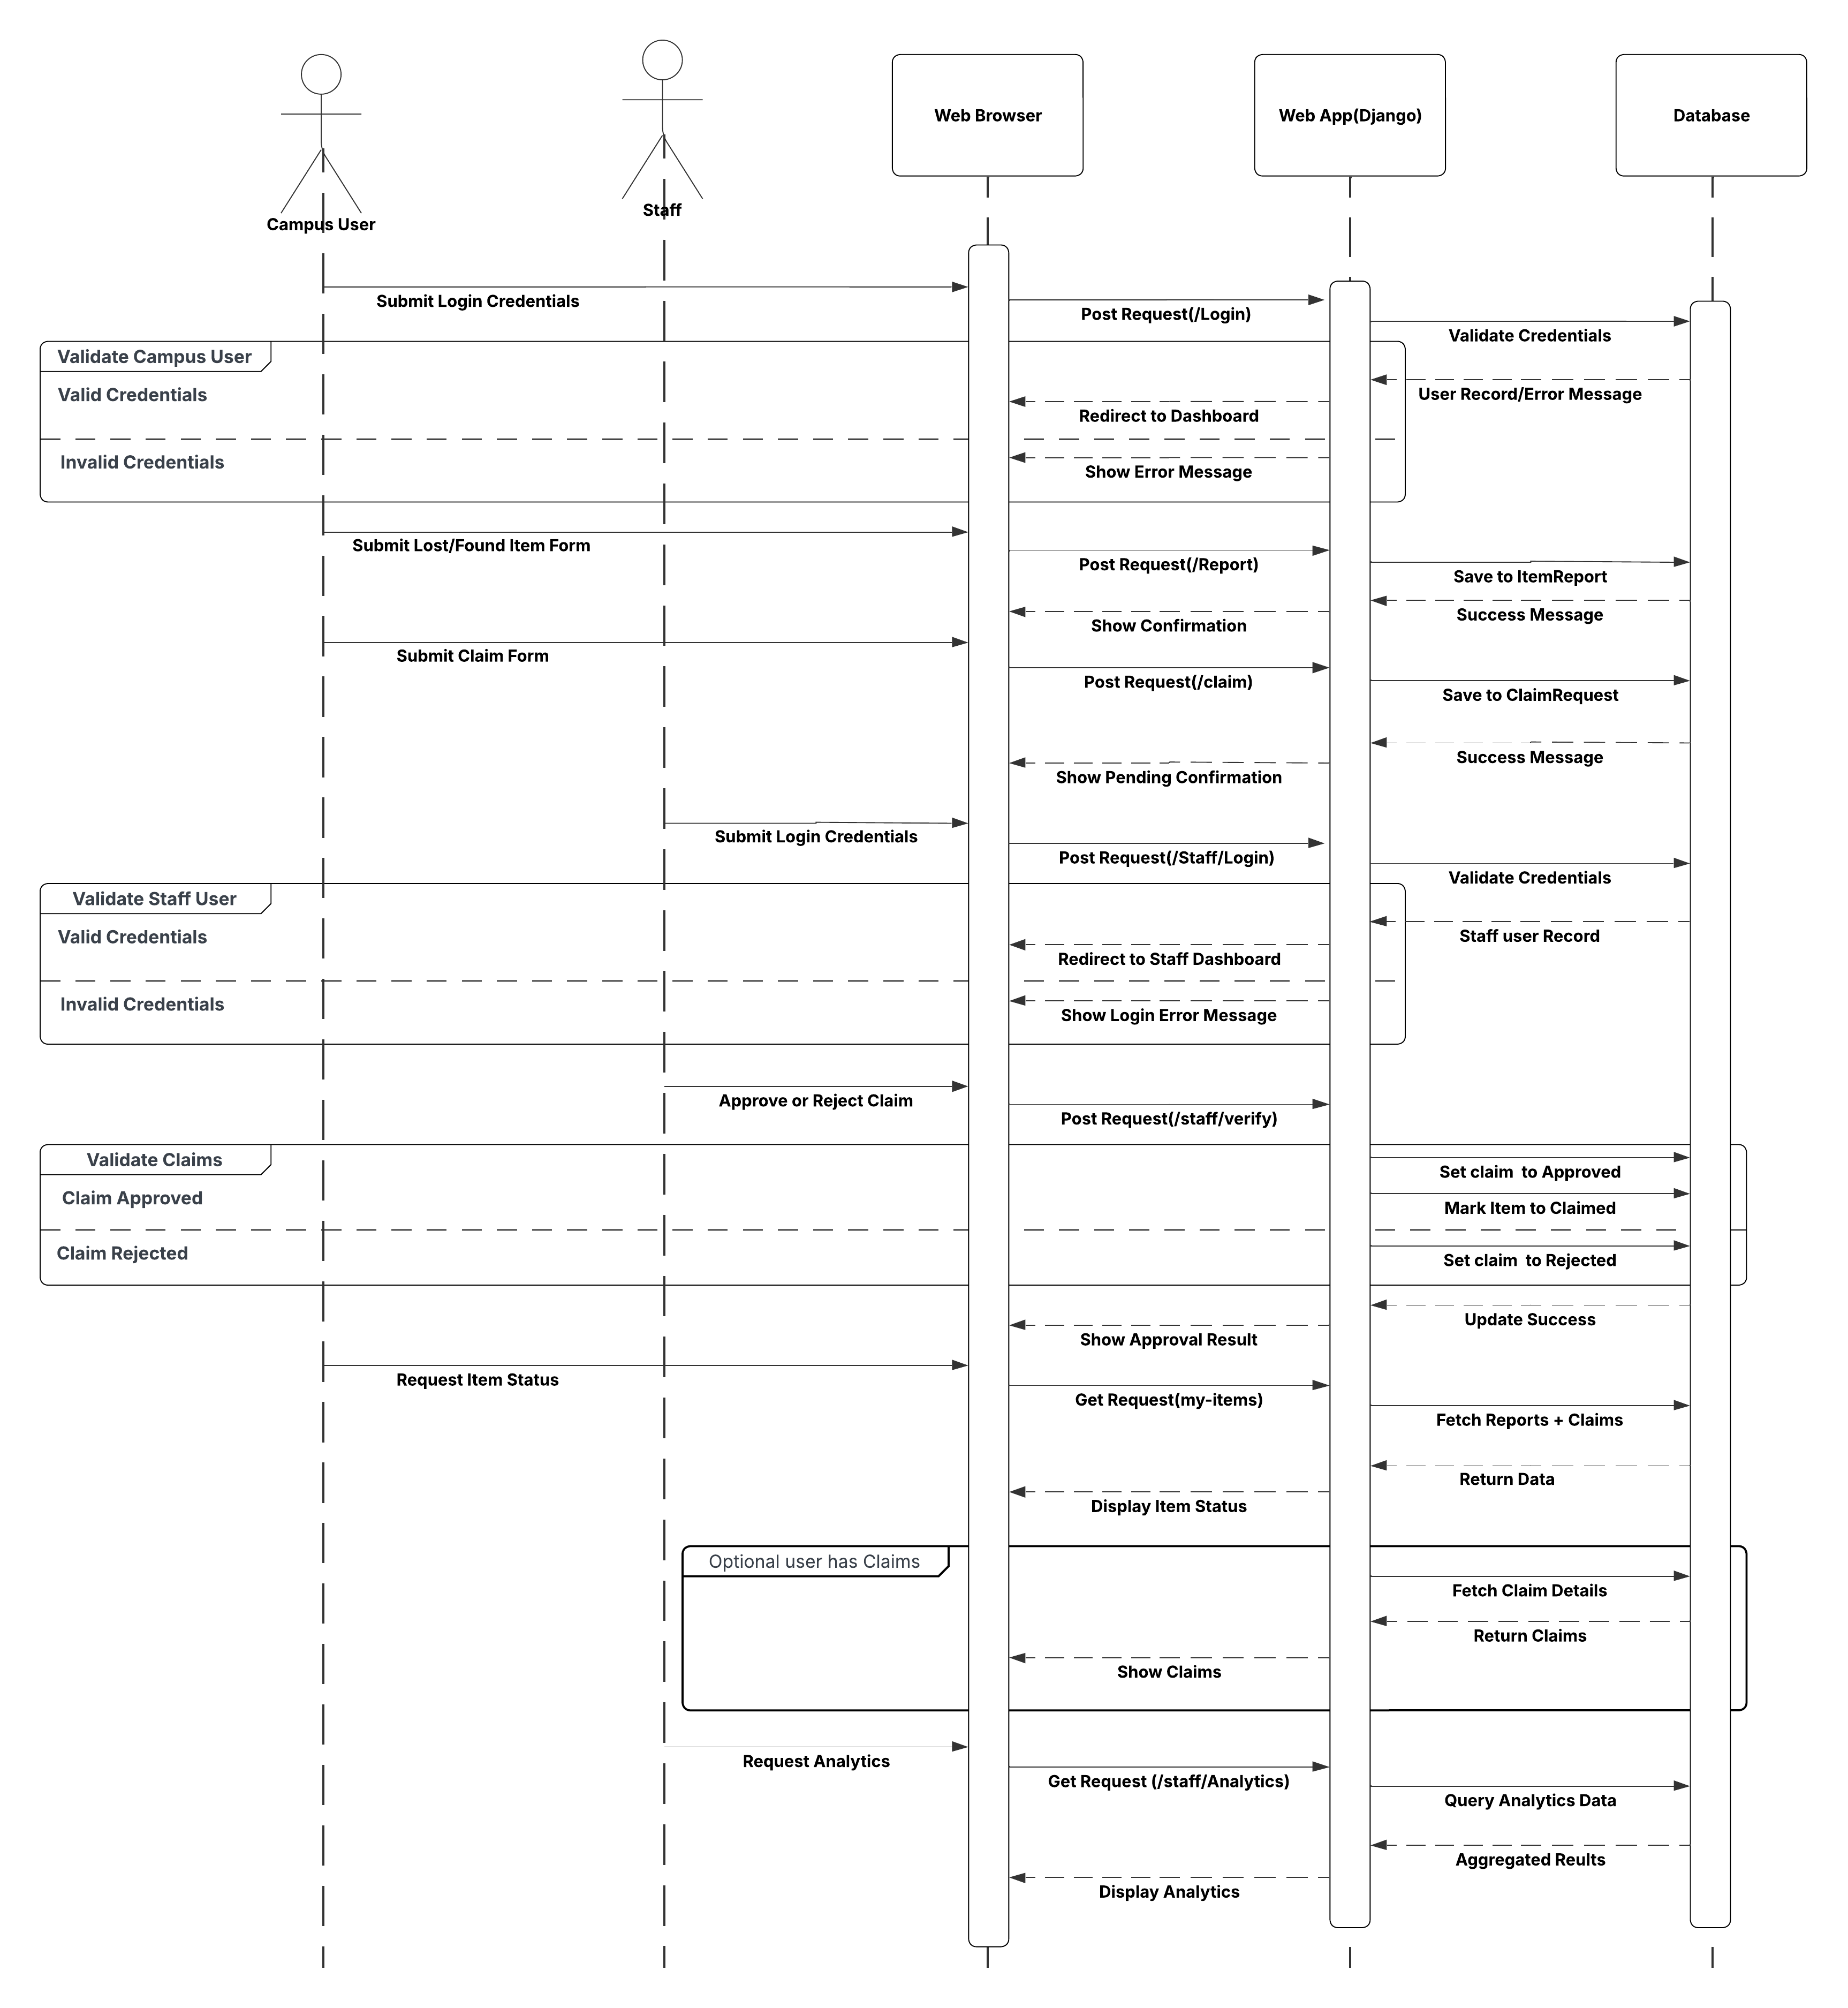 Campus User
Staff
Web Browser
Web App(Django)
Database
Submit Login Credentials
Post Request(/Login)
Validate Credentials
Validate Campus User
Valid Credentials
User Record/Error Message
Redirect to Dashboard
Invalid Credentials
Show Error Message
Submit Lost/Found Item Form
Post Request(/Report)
Save to ItemReport
Success Message
Show Confirmation
Submit Claim Form
Post Request(/claim)
Save to ClaimRequest
Success Message
Show Pending Confirmation
Submit Login Credentials
Post Request(/Staff/Login)
Validate Credentials
Validate Staff User
Valid Credentials
Staff user Record
Redirect to Staff Dashboard
Invalid Credentials
Show Login Error Message
Approve or Reject Claim
Post Request(/staff/verify)
Validate Claims
Set claim  to Approved
Claim Approved
Mark Item to Claimed
Claim Rejected
Set claim  to Rejected
Update Success
Show Approval Result
Request Item Status
Get Request(my-items)
Fetch Reports + Claims
Return Data
Display Item Status
Optional user has Claims
Fetch Claim Details
Return Claims
Show Claims
Request Analytics
Get Request (/staff/Analytics)
Query Analytics Data
Aggregated Reults
Display Analytics